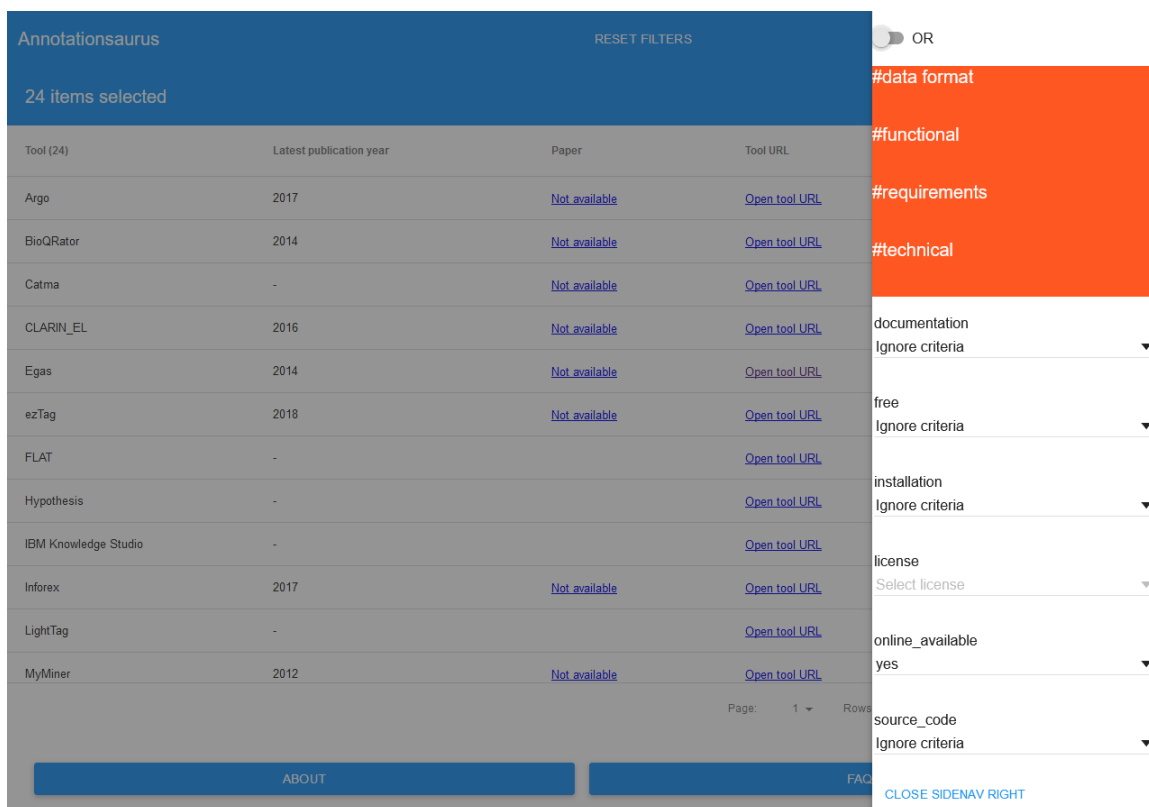 Annotationsaurus
RESET FILTERS
24 items selected
Tool (24) Latest publication year Paper Tool URL
Argo 2017 Not available Open tool URL
BioQRator 2014 Not available Open tool URL
Catma - Not available Open tool URL
CLARIN_EL 2016 Not available Open tool URL
Egas 2014 Not available Open tool URL
ezTag 2018 Not available Open tool URL
FLAT - Open tool URL
Hypothesis - Open tool URL
IBM Knowledge Studio - Open tool URL
Inforex 2017 Not available Open tool URL
LightTag - Open tool URL
MyMiner 2012 Not available Open tool URL
Page: 1 Rows
ABOUT
FAQ
OR
#data format
#functional
#requirements
#technical
documentation
Ignore criteria
free
Ignore criteria
installation
Ignore criteria
license
Select license
online_available
yes
source_code
Ignore criteria
CLOSE SIDENAV RIGHT